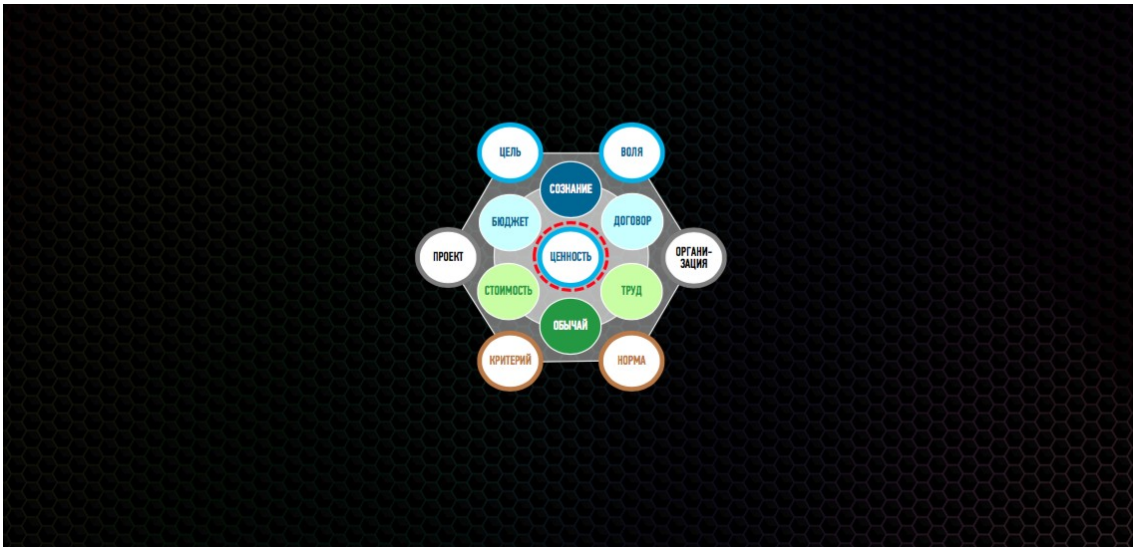 ЦЕЛЬ
ВОЛЯ
СОЗНАНИЕ
БЮДЖЕТ
ДОГОВОР
ПРОЕКТ
ЦЕННОСТЬ
ОРГАНИ-
ЗАЦИЯ
СТОИМОСТЬ
ТРУД
ОБЫЧАЙ
КРИТЕРИЙ
НОРМА